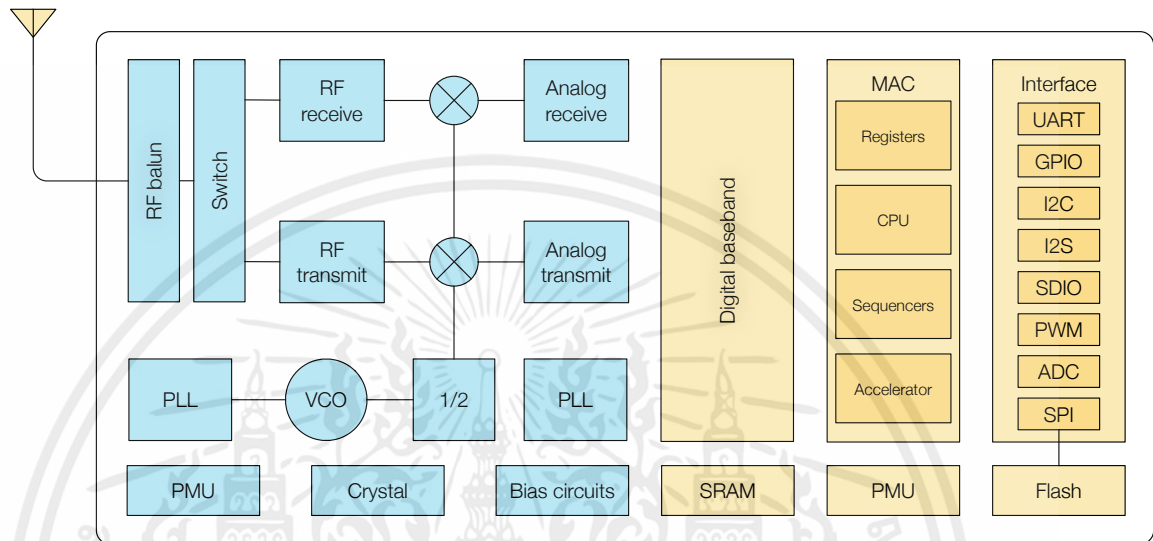 RF balun
Switch
RF
receive
Analog
receive
RF
transmit
Analog
transmit
PLL
VCO
1/2
PLL
PMU
Crystal
Bias circuits
Digital baseband
SRAM
MAC
Registers
CPU
Sequencers
Accelerator
PMU
Interface
UART
GPIO
I2C
I2S
SDIO
PWM
ADC
SPI
Flash